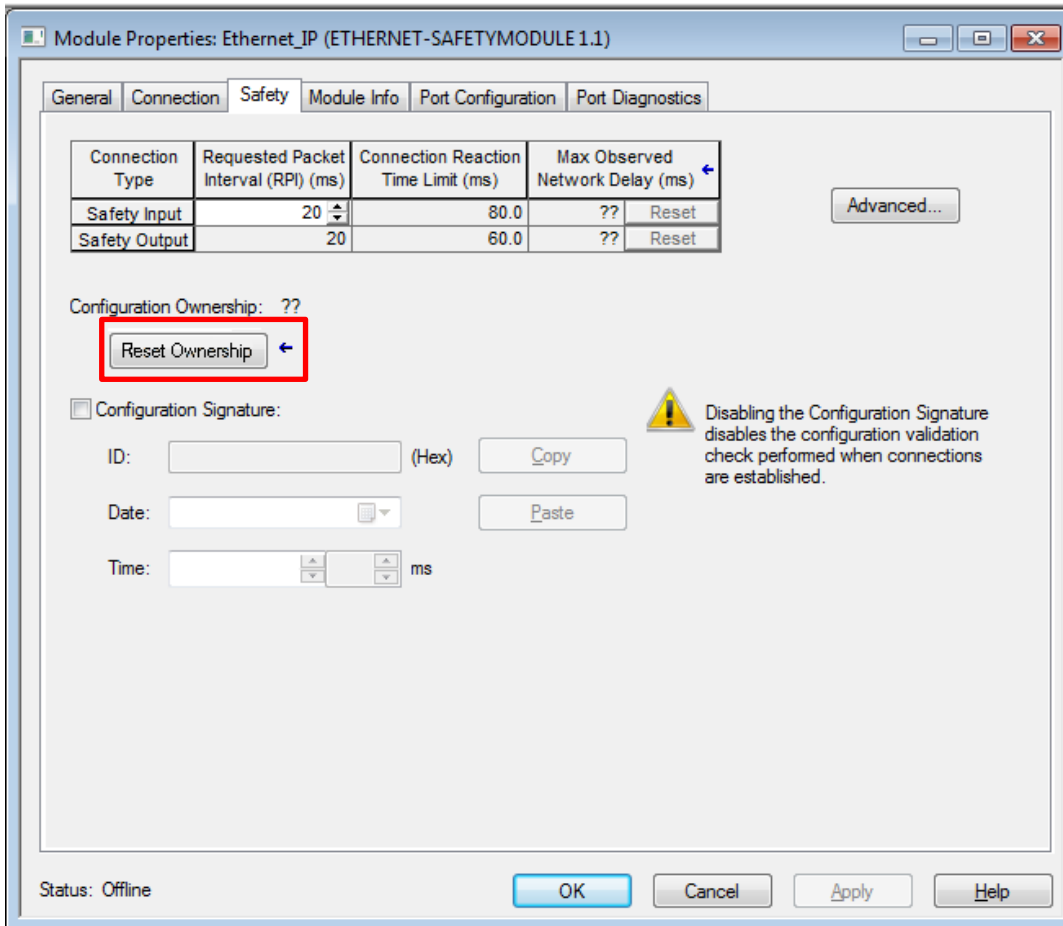 Module Properties: Ethernet_IP (ETHERNET-SAFETYMODULE 1.1)
General Connection Safety Module Info Port Configuration Port Diagnostics
Connection Type Requested Packet Interval (RPI) (ms) Connection Reaction Time Limit (ms) Max Observed Network Delay (ms)
Safety Input 20 80.0 ?? Reset
Safety Output 20 60.0 ?? Reset
Advanced...
Configuration Ownership: ??
Reset Ownership
Configuration Signature:
ID: (Hex) Copy
Date: Paste
Time: ms
Disabling the Configuration Signature
disables the configuration validation
check performed when connections
are established.
Status: Offline OK Cancel Apply Help